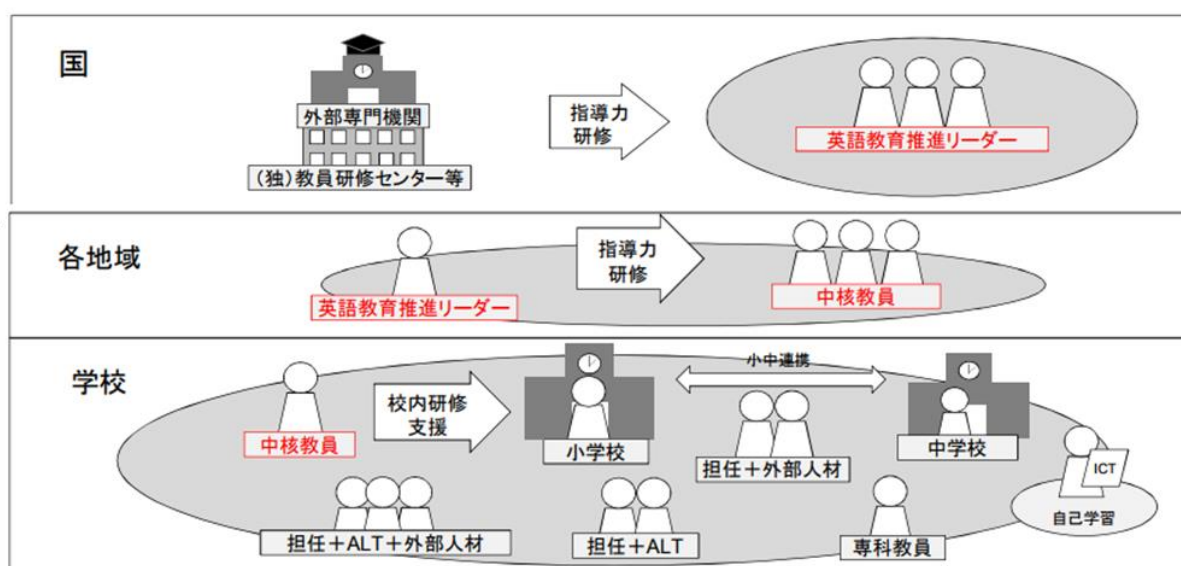 国
外部専門機関
(独)教員研修センター等
指導力
研修
英語教育推進リーダー
各地域
英語教育推進リーダー
指導力
研修
中核教員
学校
中核教員
校内研修
支援
小学校
小中連携
担任+外部人材
中学校
ICT
自己学習
担任+ALT+外部人材
担任+ALT
専科教員